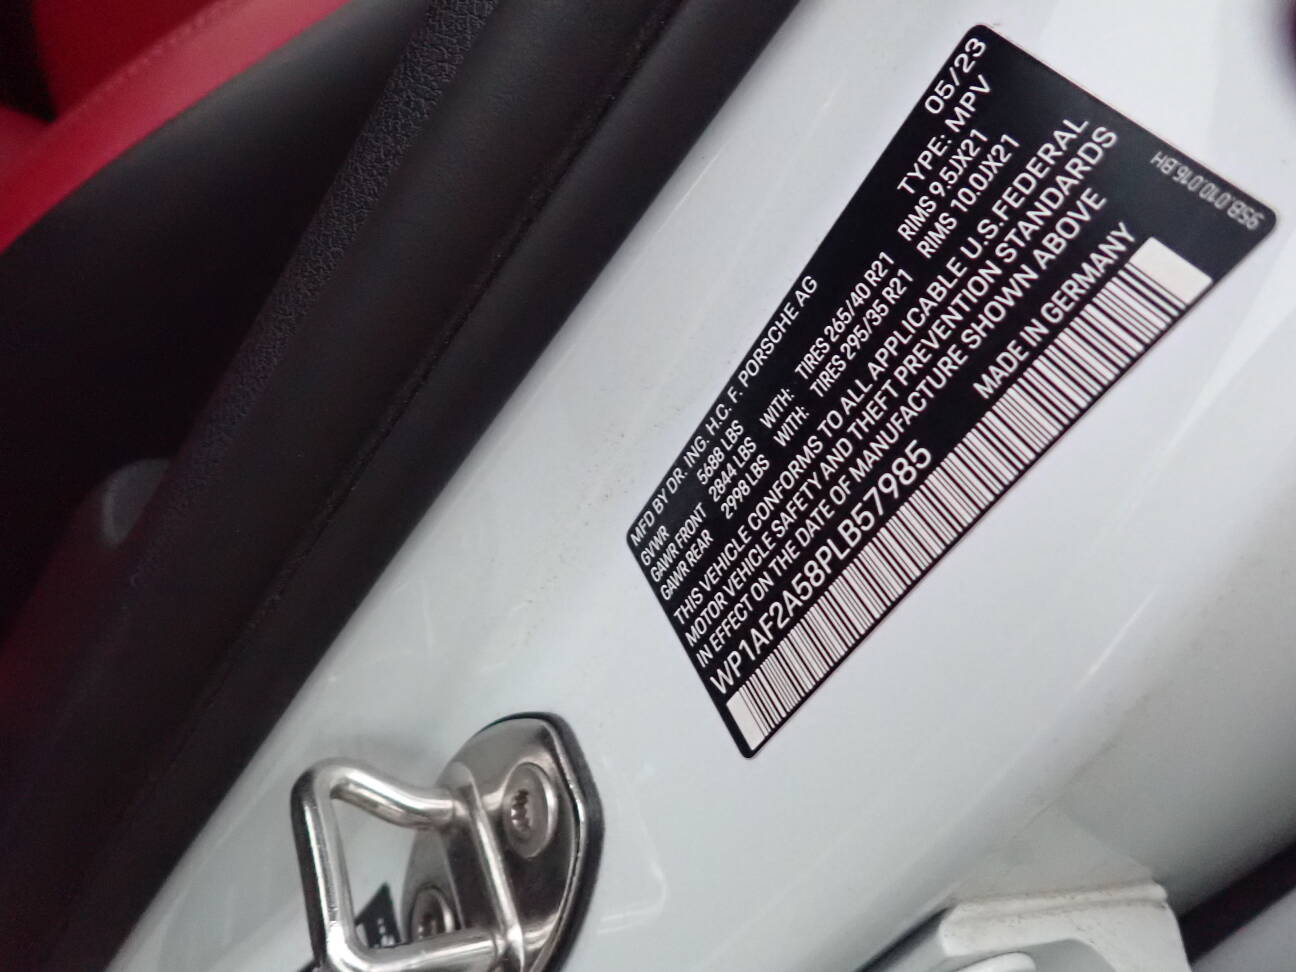 MFD BY DR. ING. H.C. F. PORSCHE AG 05/23
GVWR 5688 LBS TYPE: MPV
GAWR FRONT 2844 LBS WITH: TIRES 265/40 R21 RIMS 9.5JX21
GAWR REAR 2998 LBS WITH: TIRES 295/35 R21 RIMS 10.0JX21
THIS VEHICLE CONFORMS TO ALL APPLICABLE U.S. FEDERAL
MOTOR VEHICLE SAFETY AND THEFT PREVENTION STANDARDS
IN EFFECT ON THE DATE OF MANUFACTURE SHOWN ABOVE
WP1AF2A58PLB57985 MADE IN GERMANY
95B.010.016.BH